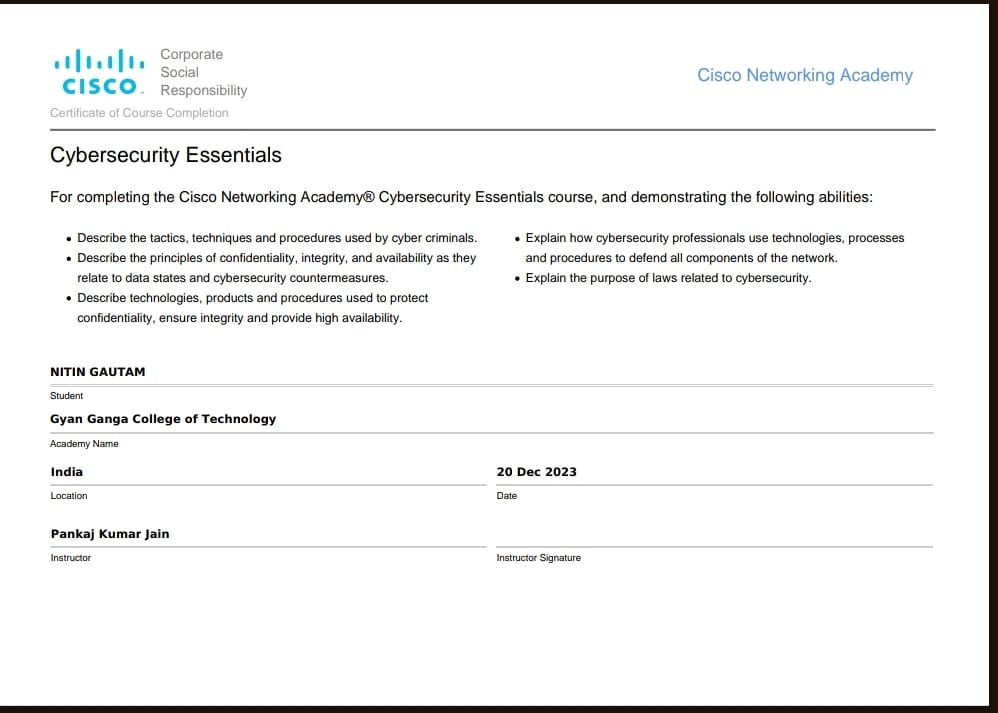 CISCO
Corporate
Social
Responsibility
Cisco Networking Academy
Certificate of Course Completion
Cybersecurity Essentials
For completing the Cisco Networking Academy® Cybersecurity Essentials course, and demonstrating the following abilities:
• Describe the tactics, techniques and procedures used by cyber criminals.
• Describe the principles of confidentiality, integrity, and availability as they
relate to data states and cybersecurity countermeasures.
• Describe technologies, products and procedures used to protect
confidentiality, ensure integrity and provide high availability.
• Explain how cybersecurity professionals use technologies, processes
and procedures to defend all components of the network.
• Explain the purpose of laws related to cybersecurity.
NITIN GAUTAM
Student
Gyan Ganga College of Technology
Academy Name
India
Location
20 Dec 2023
Date
Pankaj Kumar Jain
Instructor
Instructor Signature